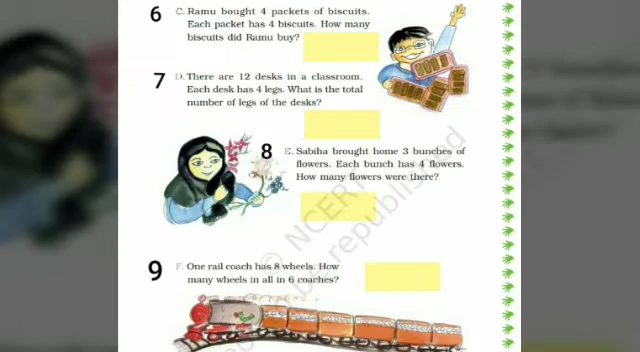 6 C. Ramu bought 4 packets of biscuits.
Each packet has 4 biscuits. How many
biscuits did Ramu buy?
7 D. There are 12 desks in a classroom.
Each desk has 4 legs. What is the total
number of legs of the desks?
8 E. Sabiha brought home 3 bunches of
flowers. Each bunch has 4 flowers.
How many flowers were there?
9 F. One rail coach has 8 wheels. How
many wheels in all in 6 coaches?
© NCERT
be republished